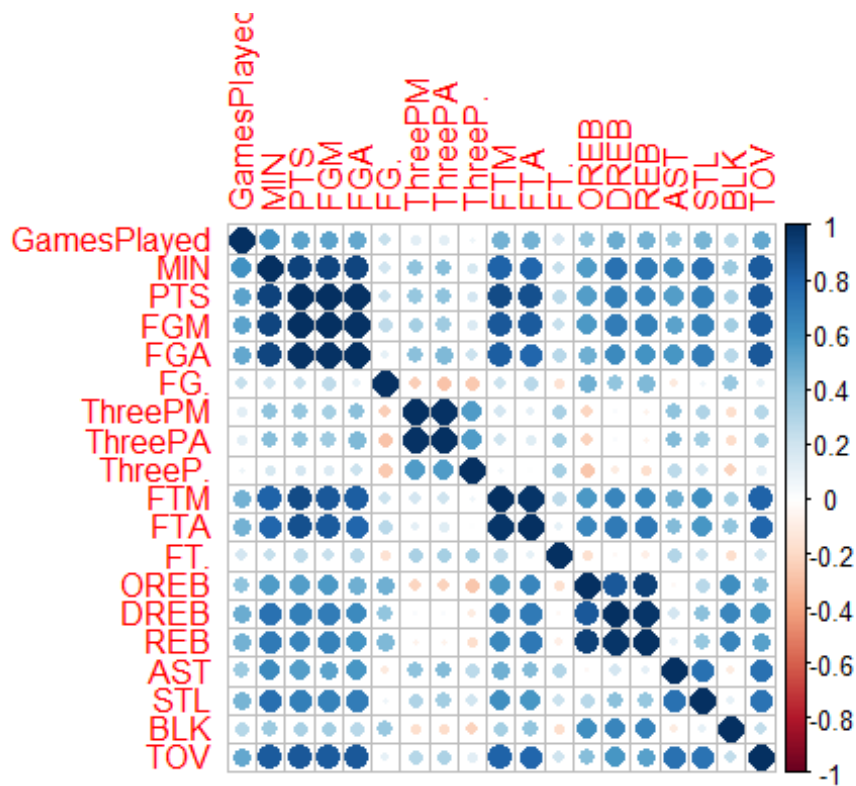 GamesPlayed
MIN
PTS
FGM
FGA
FG.
ThreePM
ThreePA
ThreeP.
FTM
FTA
FT.
OREB
DREB
REB
AST
STL
BLK
TOV
GamesPlayed
MIN
PTS
FGM
FGA
FG.
ThreePM
ThreePA
ThreeP.
FTM
FTA
FT.
OREB
DREB
REB
AST
STL
BLK
TOV
1
0.8
0.6
0.4
0.2
0
-0.2
-0.4
-0.6
-0.8
-1